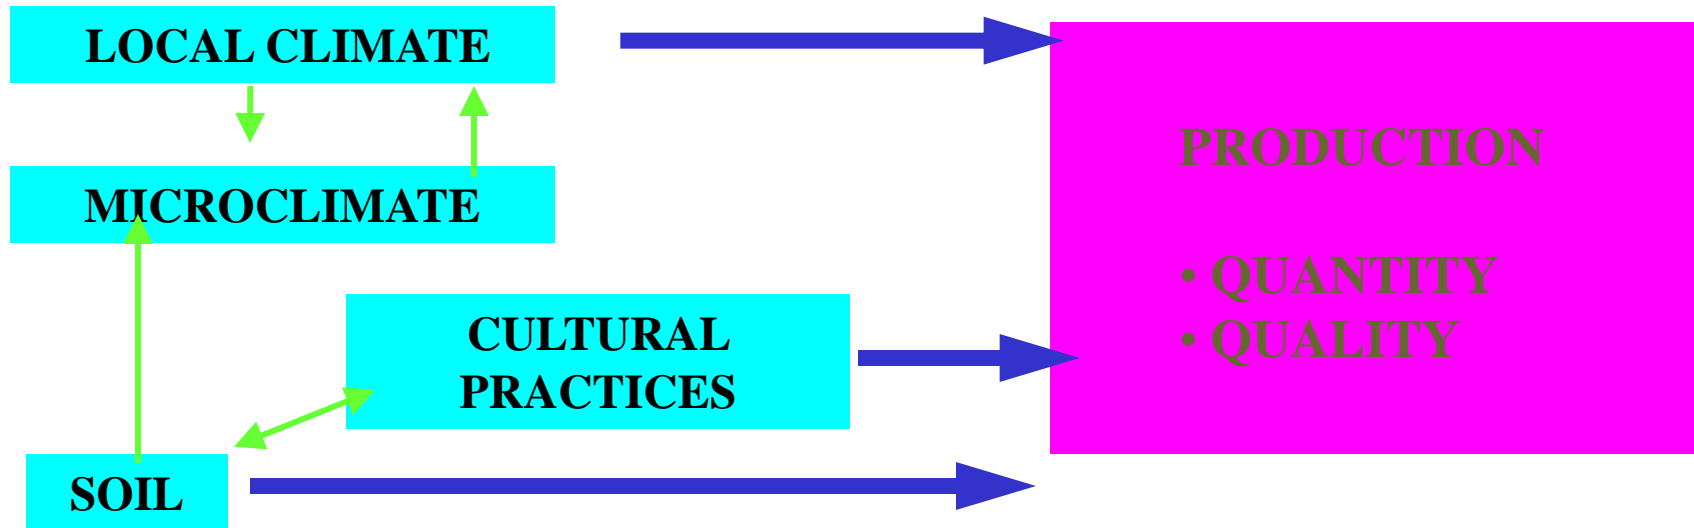 LOCAL CLIMATE
MICROCLIMATE
CULTURAL
PRACTICES
SOIL
PRODUCTION
• QUANTITY
• QUALITY